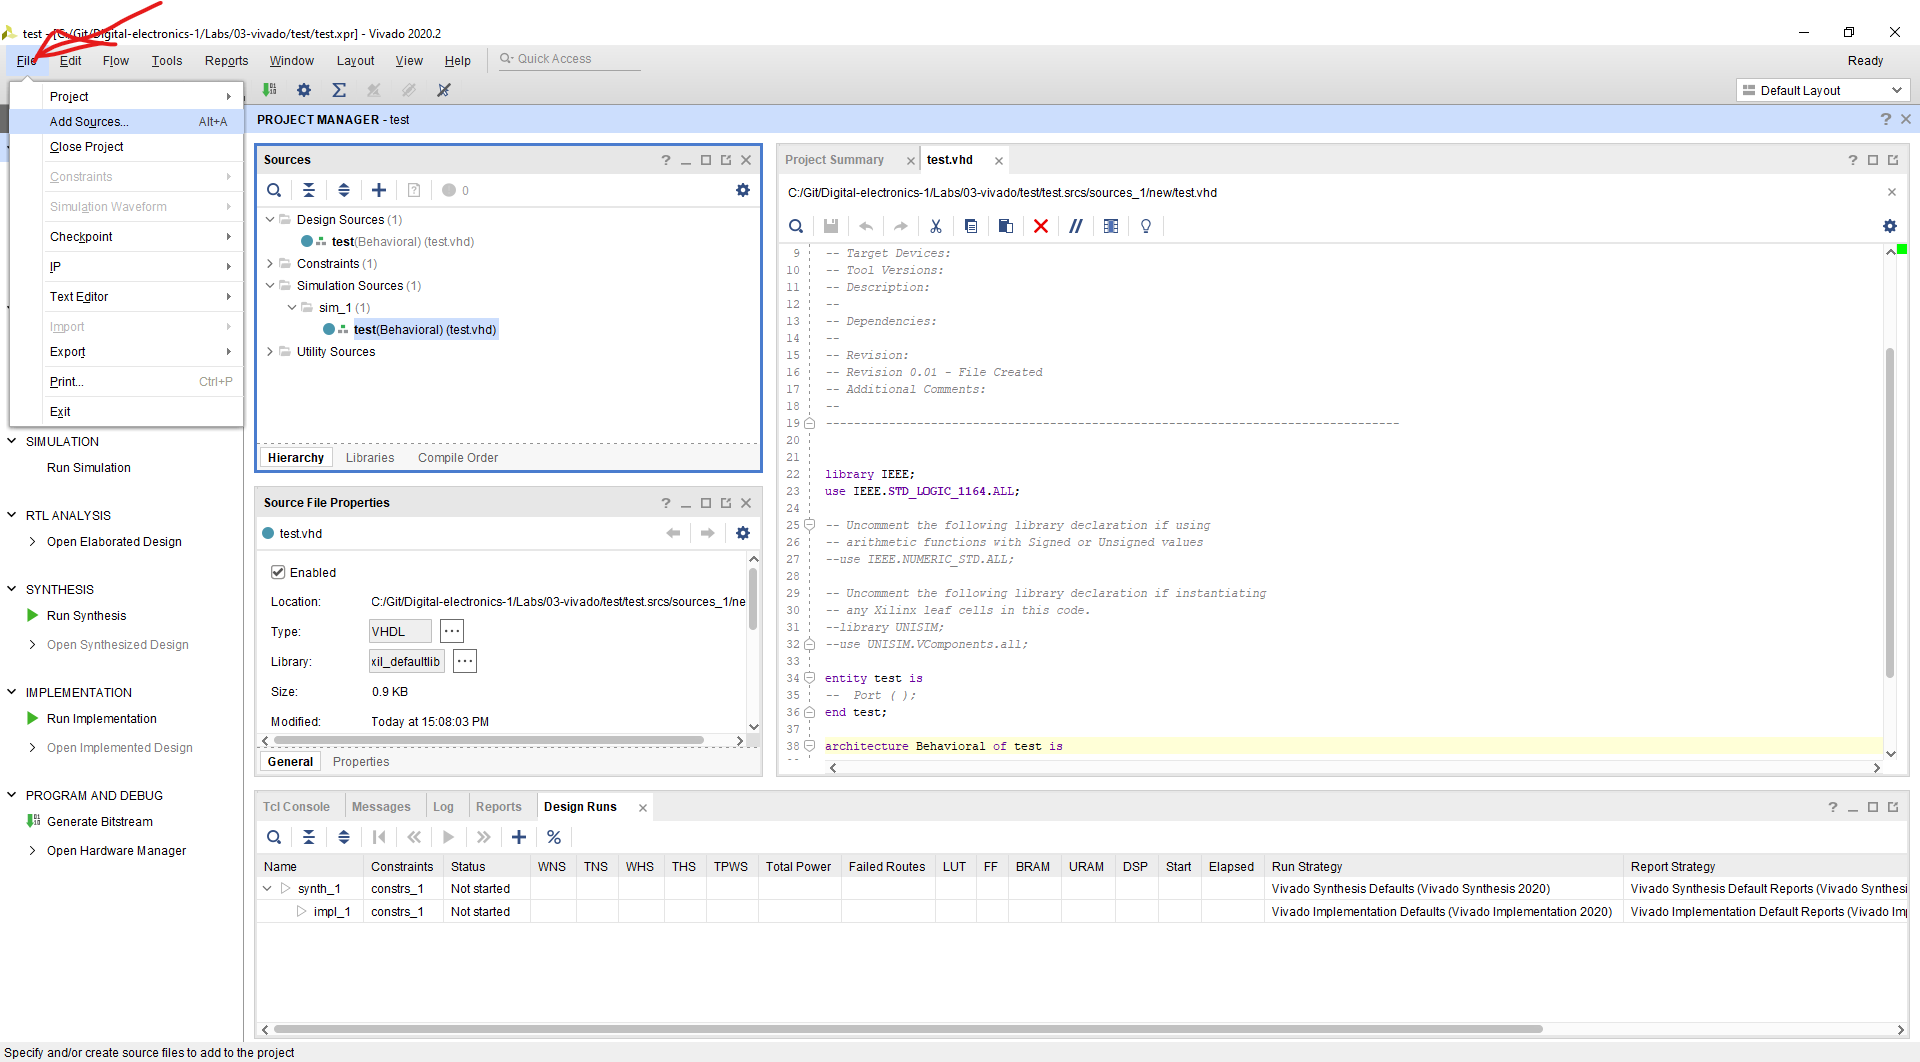 test - [C:/Git/Digital-electronics-1/Labs/03-vivado/test/test.xpr] - Vivado 2020.2
File Edit Flow Tools Reports Window Layout View Help Quick Access Ready
Default Layout
Project
Add Sources... Alt+A
Close Project
Constraints
Simulation Waveform
Checkpoint
IP
Text Editor
Import
Export
Print... Ctrl+P
Exit
SIMULATION
Run Simulation
RTL ANALYSIS
Open Elaborated Design
SYNTHESIS
Run Synthesis
Open Synthesized Design
IMPLEMENTATION
Run Implementation
Open Implemented Design
PROGRAM AND DEBUG
Generate Bitstream
Open Hardware Manager
PROJECT MANAGER - test
Sources
0
Design Sources (1)
test(Behavioral) (test.vhd)
Constraints (1)
Simulation Sources (1)
sim_1 (1)
test(Behavioral) (test.vhd)
Utility Sources
Hierarchy Libraries Compile Order
Source File Properties
test.vhd
Enabled
Location: C:/Git/Digital-electronics-1/Labs/03-vivado/test/test.srcs/sources_1/ne
Type: VHDL
Library: xil_defaultlib
Size: 0.9 KB
Modified: Today at 15:08:03 PM
General Properties
Project Summary test.vhd
C:/Git/Digital-electronics-1/Labs/03-vivado/test/test.srcs/sources_1/new/test.vhd
9 -- Target Devices:
10 -- Tool Versions:
11 -- Description:
12 --
13 -- Dependencies:
14 --
15 -- Revision:
16 -- Revision 0.01 - File Created
17 -- Additional Comments:
18 --
19 ----------------------------------------------------------------------------------
20
21
22 library IEEE;
23 use IEEE.STD_LOGIC_1164.ALL;
24
25 -- Uncomment the following library declaration if using
26 -- arithmetic functions with Signed or Unsigned values
27 --use IEEE.NUMERIC_STD.ALL;
28
29 -- Uncomment the following library declaration if instantiating
30 -- any Xilinx leaf cells in this code.
31 --library UNISIM;
32 --use UNISIM.VComponents.all;
33
34 entity test is
35 -- Port ( );
36 end test;
37
38 architecture Behavioral of test is
Tcl Console Messages Log Reports Design Runs
Name Constraints Status WNS TNS WHS THS TPWS Total Power Failed Routes LUT FF BRAM URAM DSP Start Elapsed Run Strategy Report Strategy
synth_1 constrs_1 Not started Vivado Synthesis Defaults (Vivado Synthesis 2020) Vivado Synthesis Default Reports (Vivado Synthesi
impl_1 constrs_1 Not started Vivado Implementation Defaults (Vivado Implementation 2020) Vivado Implementation Default Reports (Vivado Im
Specify and/or create source files to add to the project